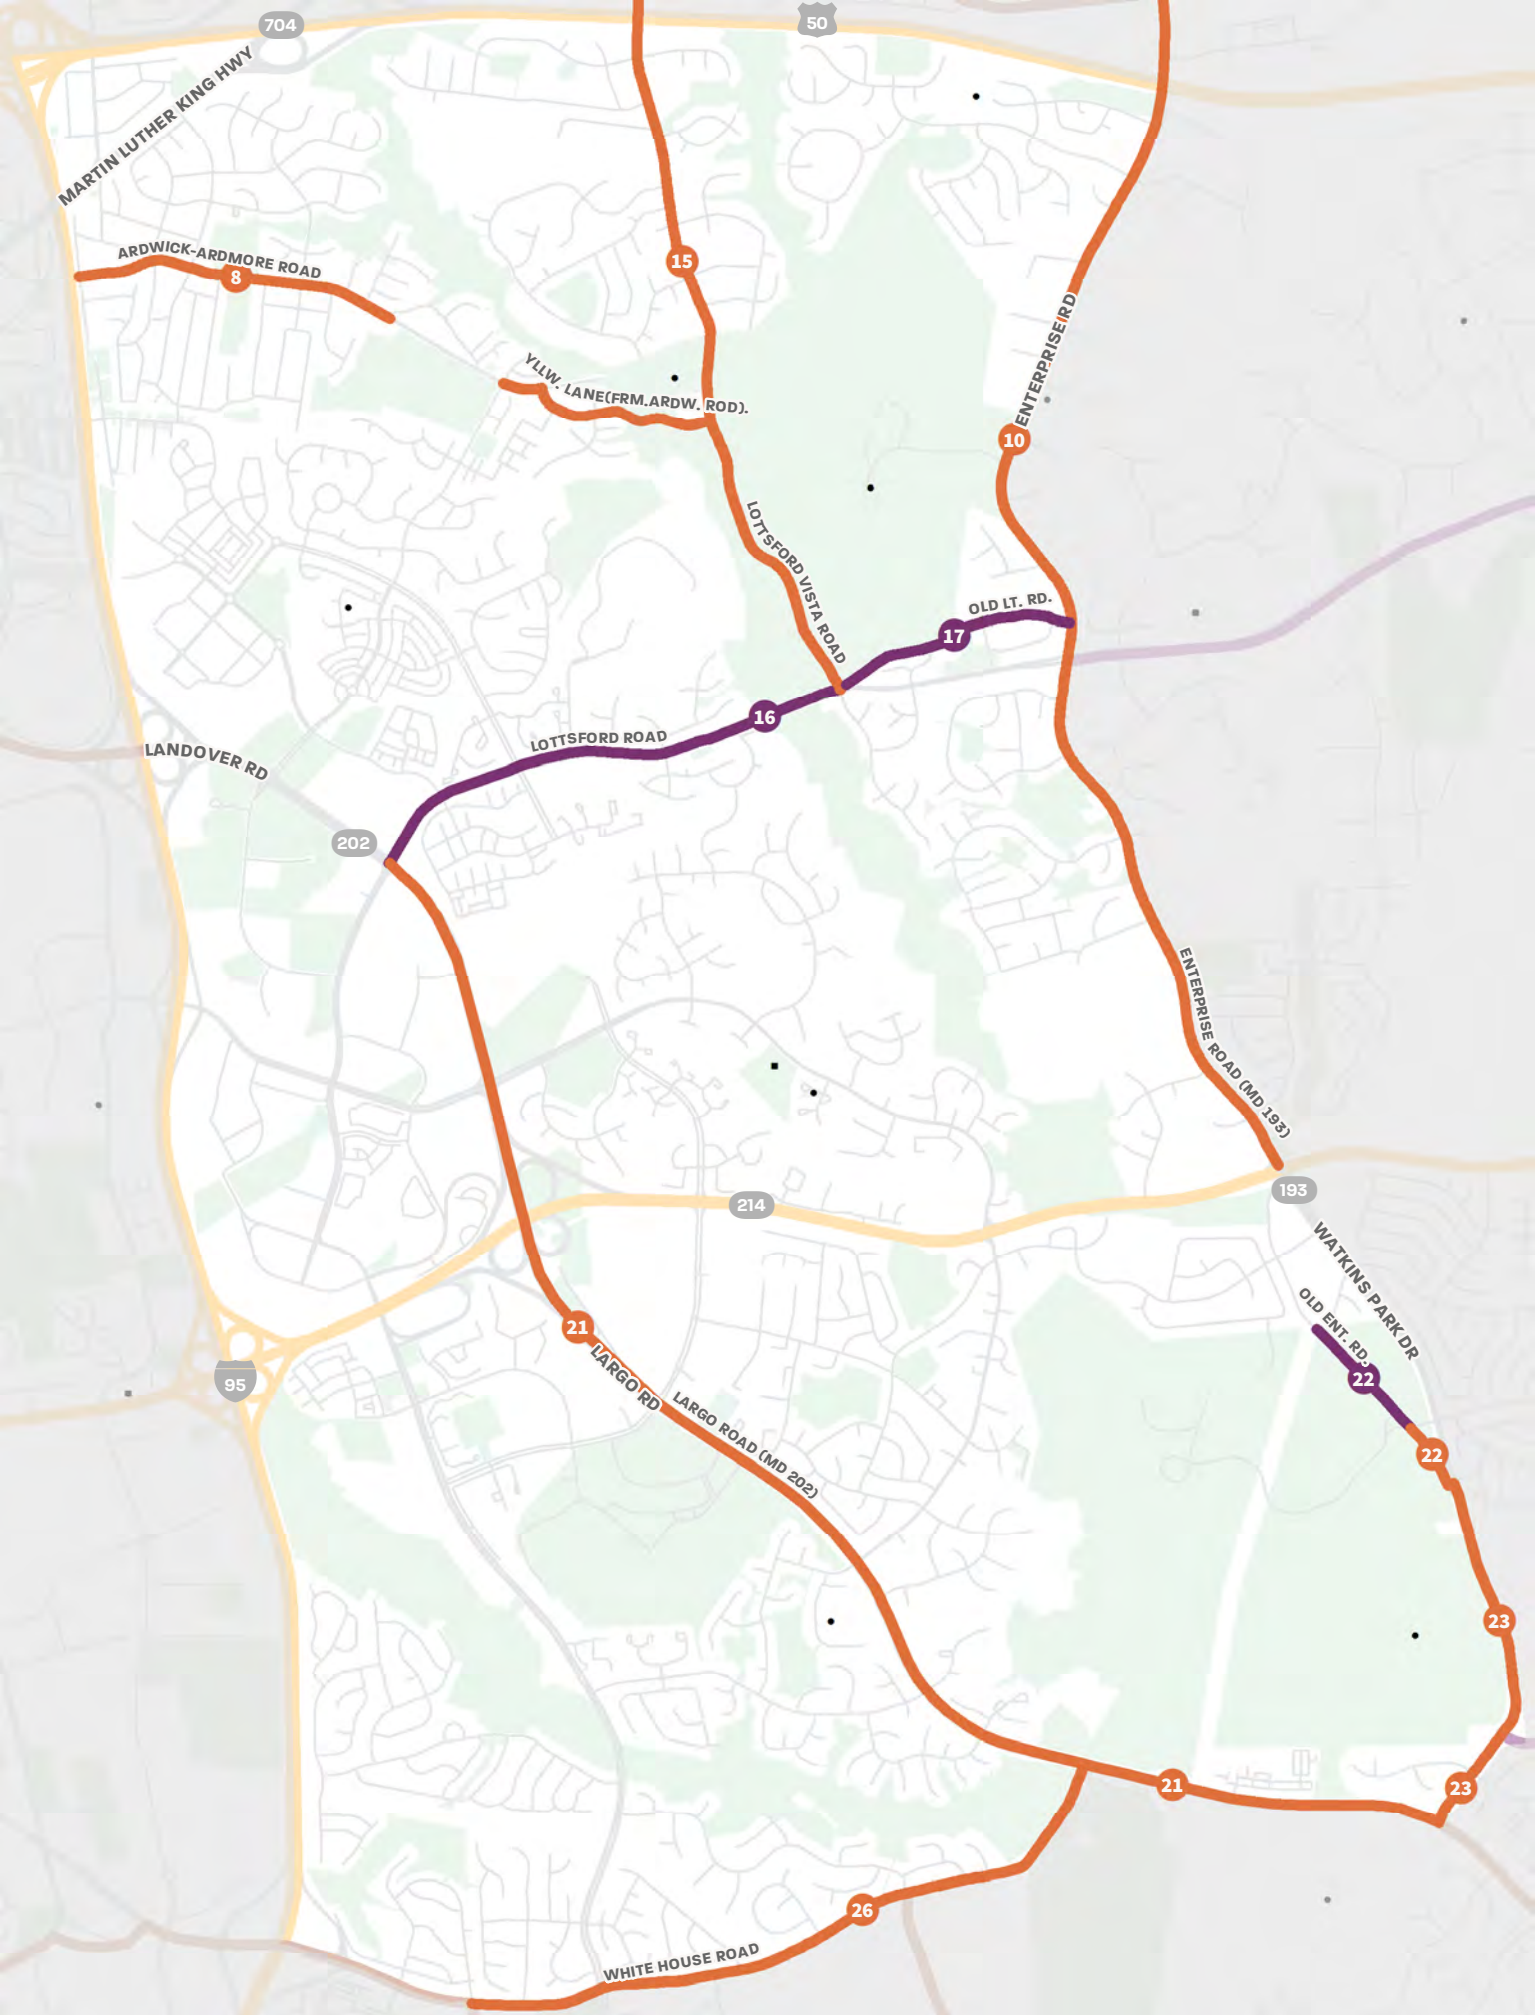 704
50
MARTIN LUTHER KING HWY
ARDWICK-ARDMORE ROAD
8
15
ENTERPRISE RD
YLLW. LANE(FRM.ARDW. ROD).
10
LOTTSFORD VISTA ROAD
OLD LT. RD.
17
16
LOTTSFORD ROAD
LANDOVER RD
202
ENTERPRISE ROAD (MD 193)
214
193
WATKINS PARK DR
OLD ENT. RD.
21
22
95
LARGO RD
LARGO ROAD (MD 202)
22
23
21
23
26
WHITE HOUSE ROAD